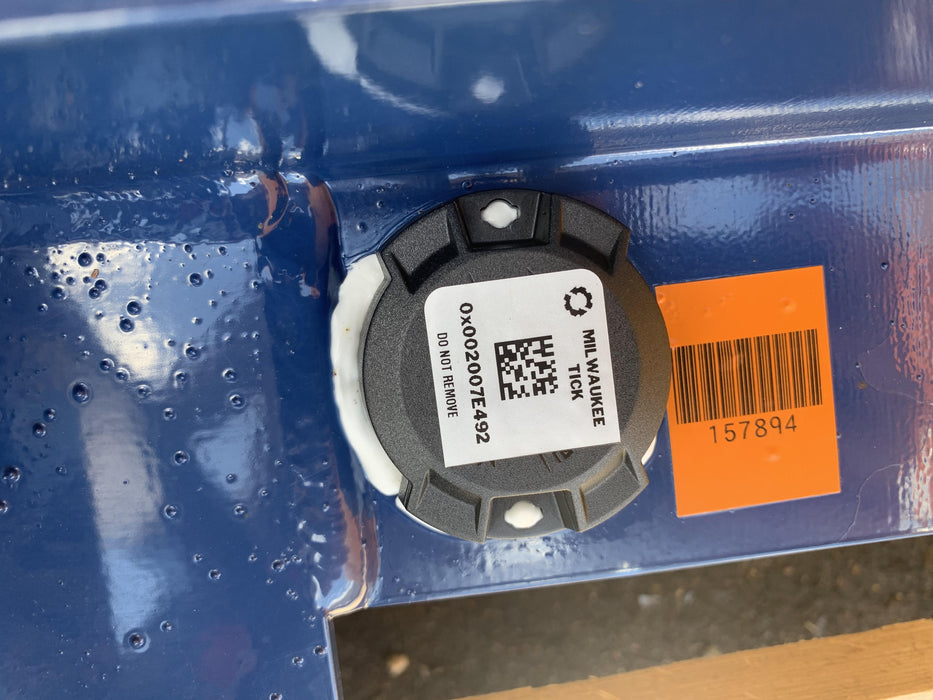 MILWAUKEE
TICK
0x002007E492
DO NOT REMOVE
157894